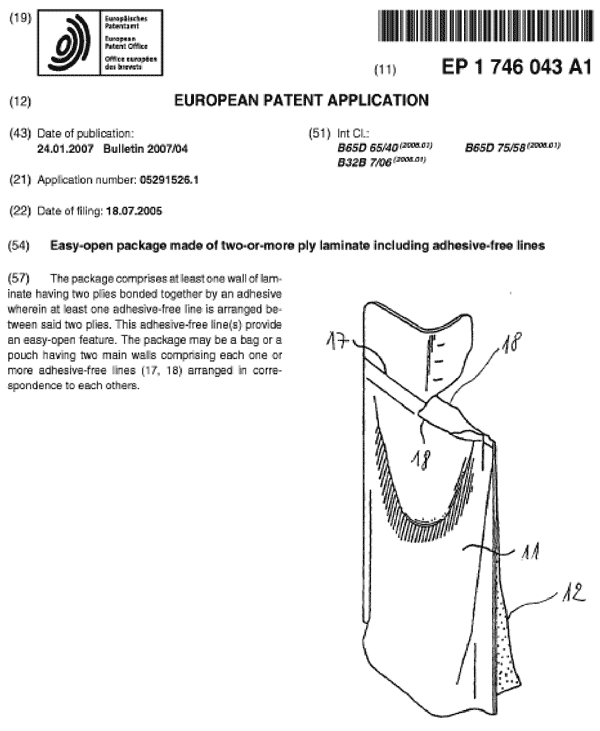 (19)
Europäisches
Patentamt
European
Patent Office
Office européen
des brevets
(11) EP 1 746 043 A1
(12) EUROPEAN PATENT APPLICATION
(43) Date of publication:
24.01.2007 Bulletin 2007/04
(21) Application number: 05291526.1
(22) Date of filing: 18.07.2005
(51) Int Cl.:
B65D 65/40 (2006.01) B65D 75/58 (2006.01)
B32B 7/06 (2006.01)
(54) Easy-open package made of two-or-more ply laminate including adhesive-free lines
(57) The package comprises at least one wall of lam-
inate having two plies bonded together by an adhesive
wherein at least one adhesive-free line is arranged be-
tween said two plies. This adhesive-free line(s) provide
an easy-open feature. The package may be a bag or a
pouch having two main walls comprising each one or
more adhesive-free lines (17, 18) arranged in corre-
spondence to each others.
17
18
18
11
12